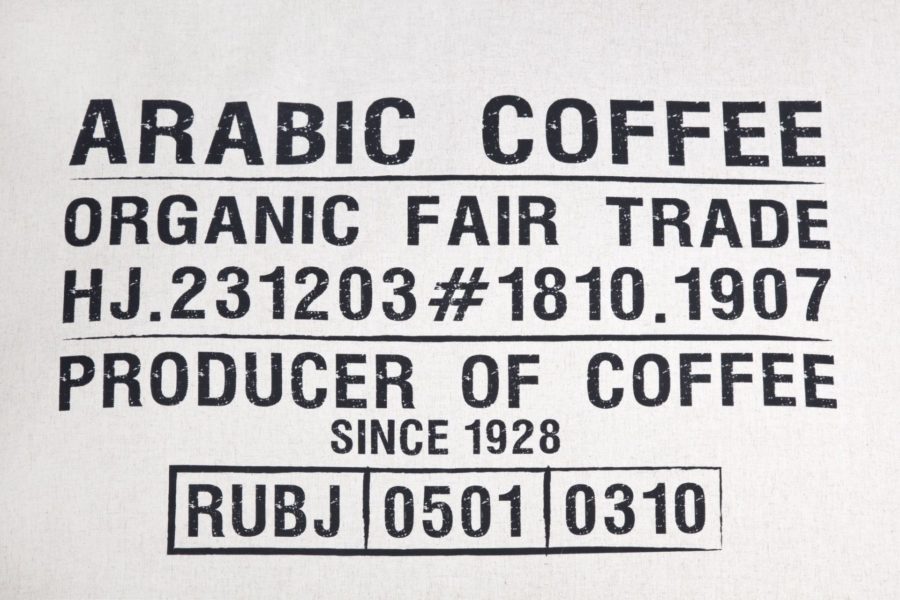 ARABIC COFFEE
ORGANIC FAIR TRADE
HJ.231203#1810.1907
PRODUCER OF COFFEE
SINCE 1928
RUBJ 0501 0310